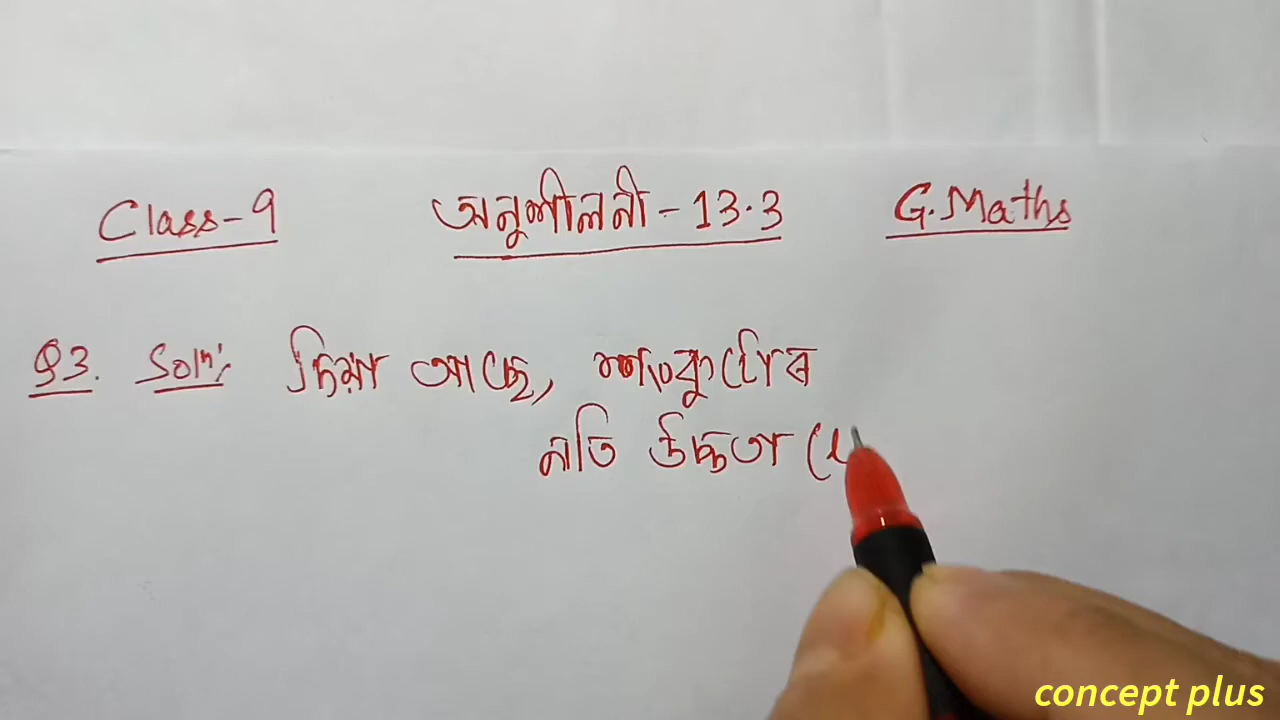 Class-9 অনুশীলনী-13.3 G.Maths
Q3. Solⁿ: দিয়া আছে, শংকুটোৰ
নতি উচ্চতা (l
concept plus